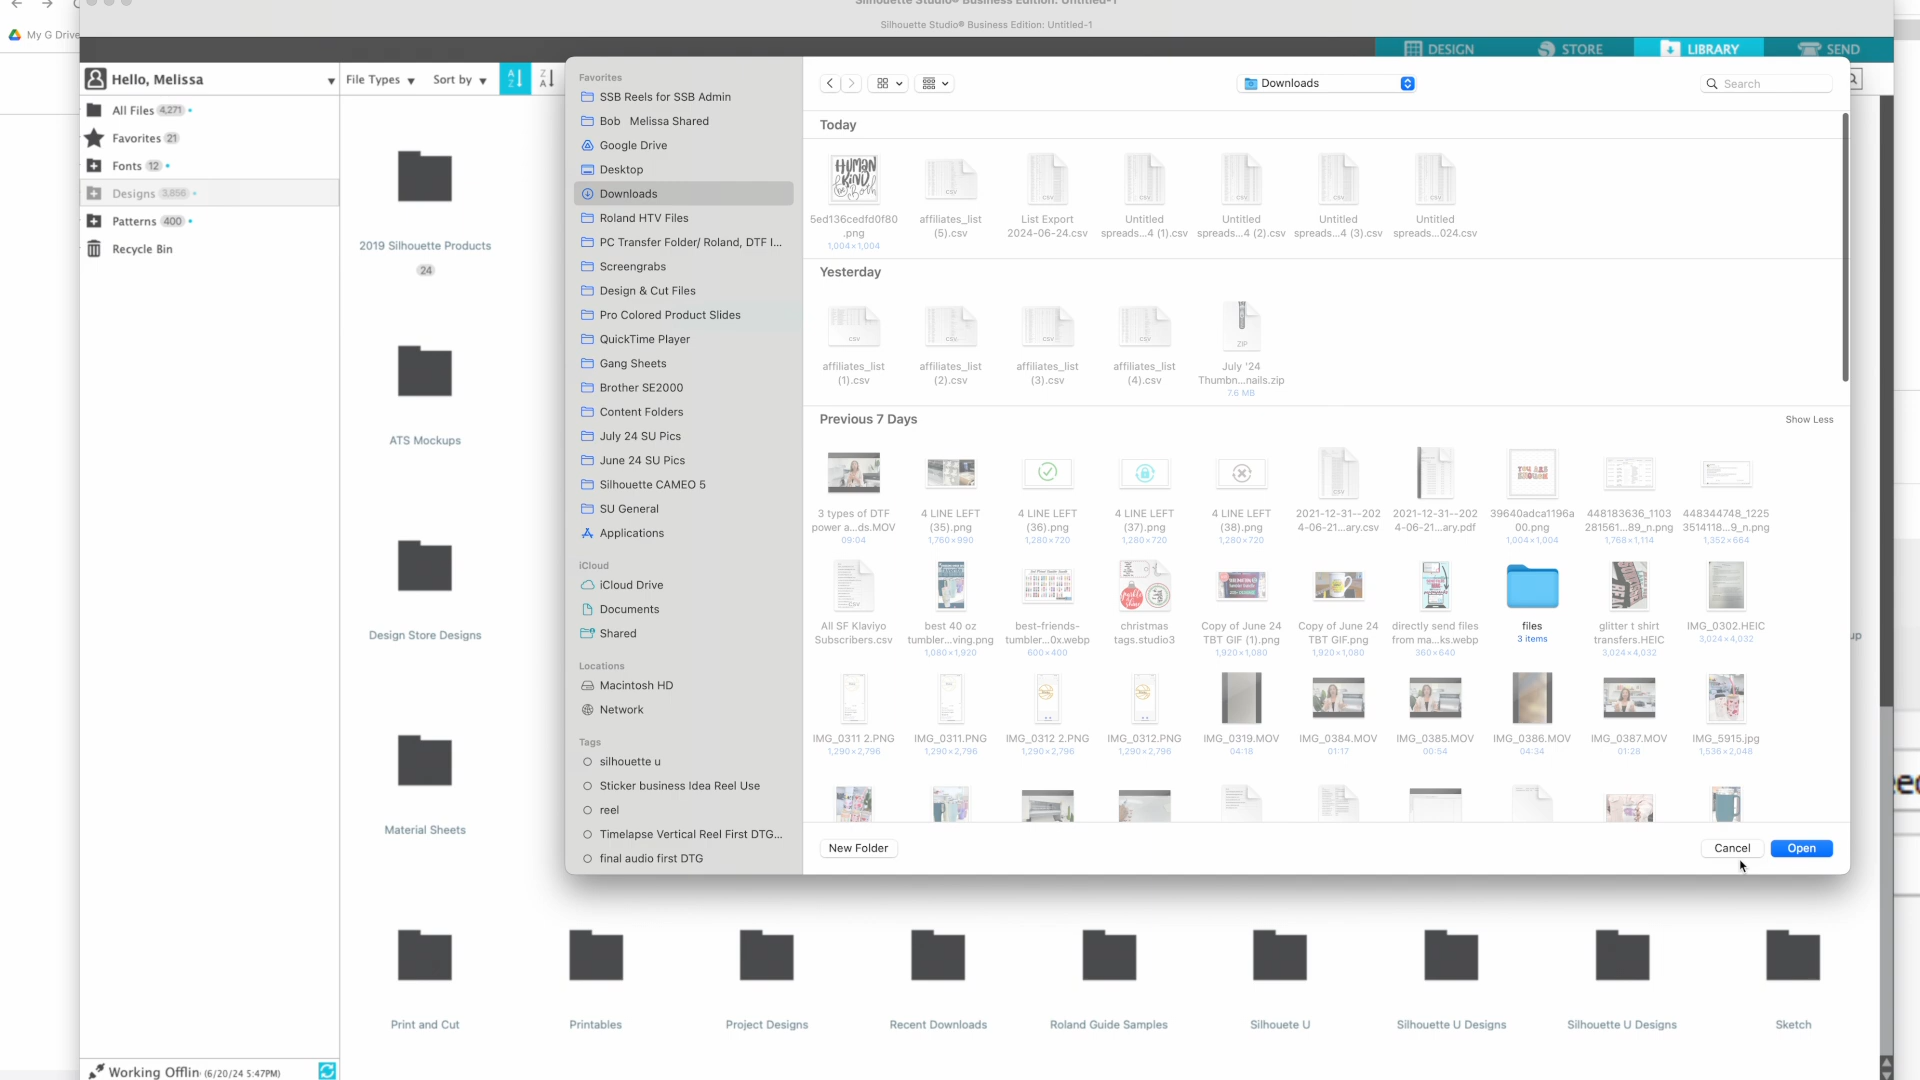 Silhouette Studio® Business Edition: Untitled-1
Silhouette Studio® Business Edition: Untitled-1
My G Drive
DESIGN
STORE
LIBRARY
SEND
Hello, Melissa
File Types
Sort by
All Files 4,271
Favorites 21
Fonts 12
Designs 3,856
Patterns 400
Recycle Bin
2019 Silhouette Products
24
ATS Mockups
Design Store Designs
Material Sheets
Favorites
SSB Reels for SSB Admin
Bob Melissa Shared
Google Drive
Desktop
Downloads
Roland HTV Files
PC Transfer Folder/ Roland, DTF I...
Screengrabs
Design & Cut Files
Pro Colored Product Slides
QuickTime Player
Gang Sheets
Brother SE2000
Content Folders
July 24 SU Pics
June 24 SU Pics
Silhouette CAMEO 5
SU General
Applications
iCloud
iCloud Drive
Documents
Shared
Locations
Macintosh HD
Network
Tags
silhouette u
Sticker business Idea Reel Use
reel
Timelapse Vertical Reel First DTG...
final audio first DTG
Downloads
Search
Today
5ed136cedfd0f80 affiliates_list List Export Untitled Untitled Untitled Untitled
.png (5).csv 2024-06-24.csv spreads...4 (1).csv spreads...4 (2).csv spreads...4 (3).csv spreads...024.csv
1,004×1,004
Yesterday
affiliates_list affiliates_list affiliates_list affiliates_list July '24
(1).csv (2).csv (3).csv (4).csv Thumbn...nails.zip
7.6 MB
Previous 7 Days
Show Less
3 types of DTF 4 LINE LEFT 4 LINE LEFT 4 LINE LEFT 4 LINE LEFT 2021-12-31--202 2021-12-31--202 39640adca1196a 448183636_1103 448344748_1225
power a...ds.MOV (35).png (36).png (37).png (38).png 4-06-21...ary.csv 4-06-21...ary.pdf 00.png 281561...89_n.png 3514118...9_n.png
09:04 1,760×990 1,280×720 1,280×720 1,280×720 1,004×1,004 1,768×1,114 1,352×664
All SF Klaviyo best 40 oz best-friends- christmas Copy of June 24 Copy of June 24 directly send files files glitter t shirt IMG_0302.HEIC
Subscribers.csv tumbler...ving.png tumbler...0x.webp tags.studio3 TBT GIF (1).png TBT GIF.png from ma...ks.webp 3 items transfers.HEIC 3,024×4,032
1,080×1,920 600×400 1,920×1,080 1,920×1,080 360×640 3,024×4,032
IMG_0311 2.PNG IMG_0311.PNG IMG_0312 2.PNG IMG_0312.PNG IMG_0319.MOV IMG_0384.MOV IMG_0385.MOV IMG_0386.MOV IMG_0387.MOV IMG_5915.jpg
1,290×2,796 1,290×2,796 1,290×2,796 1,290×2,796 04:18 01:17 00:54 04:34 01:28 1,536×2,048
New Folder
Cancel
Open
up
Print and Cut
Printables
Project Designs
Recent Downloads
Roland Guide Samples
Silhouete U
Silhouette U Designs
Silhouette U Designs
Sketch
Working Offlin (6/20/24 5:47PM)